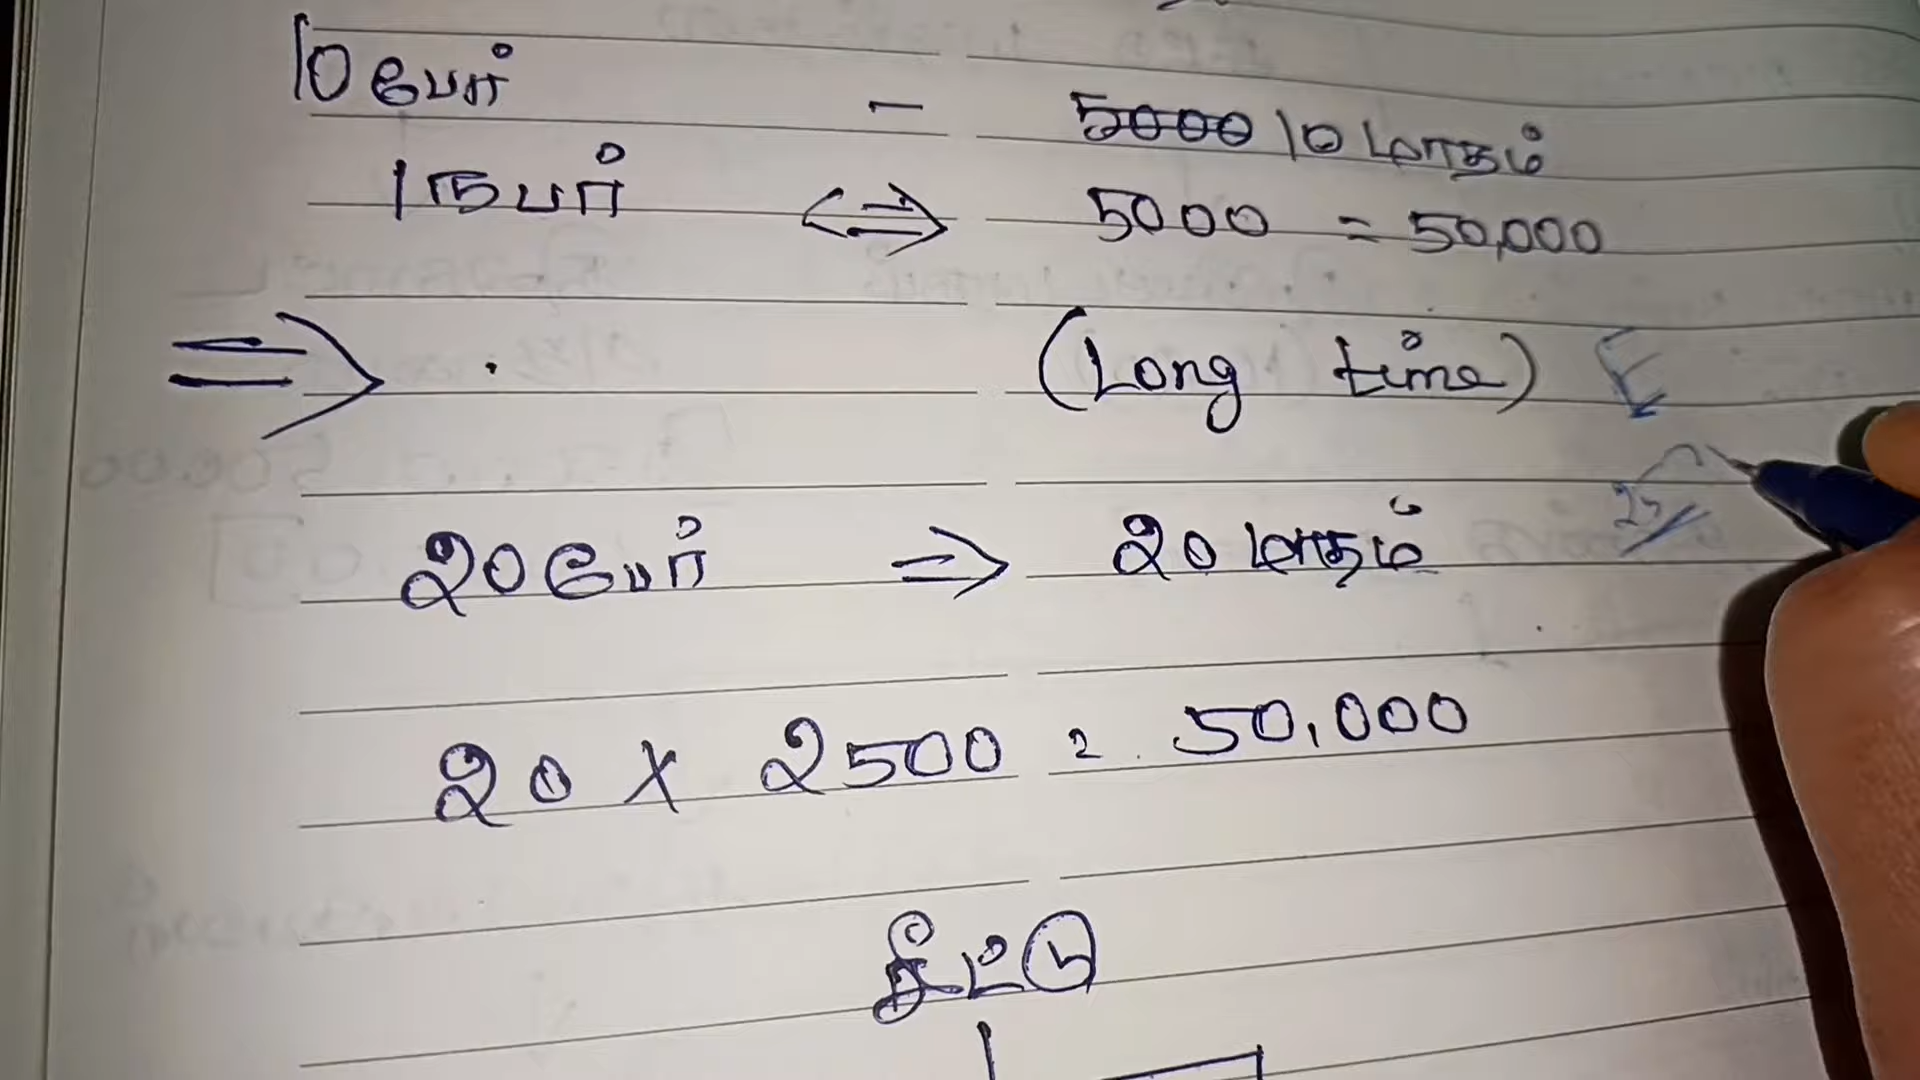 10 பேர் - 5000 10 மாதம்
1 நபர் ⇔ 5000 = 50,000
⇒ . (Long time)
20 பேர் ⇒ 20 மாதம்
20 x 2500 = 50,000
சீட்டு